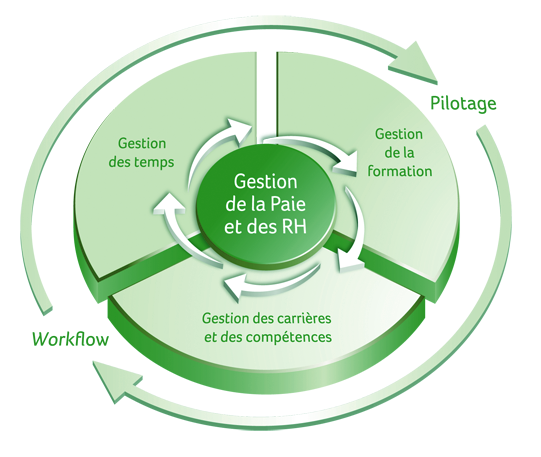 Pilotage
Gestion
des temps
Gestion
de la
formation
Gestion
de la Paie
et des RH
Gestion des carrières
et des compétences
Workflow